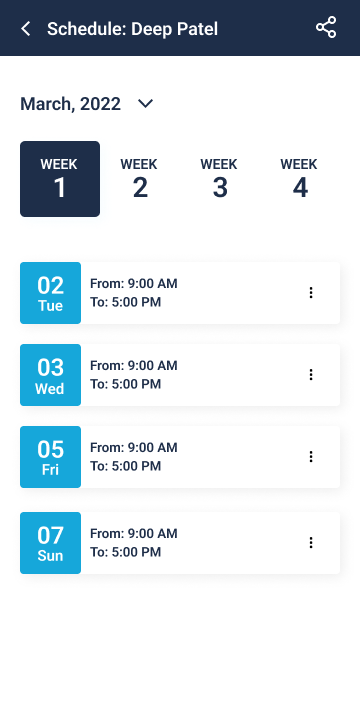 Schedule: Deep Patel
March, 2022
WEEK WEEK WEEK WEEK
1 2 3 4
02
Tue
From: 9:00 AM
To: 5:00 PM
03
Wed
From: 9:00 AM
To: 5:00 PM
05
Fri
From: 9:00 AM
To: 5:00 PM
07
Sun
From: 9:00 AM
To: 5:00 PM